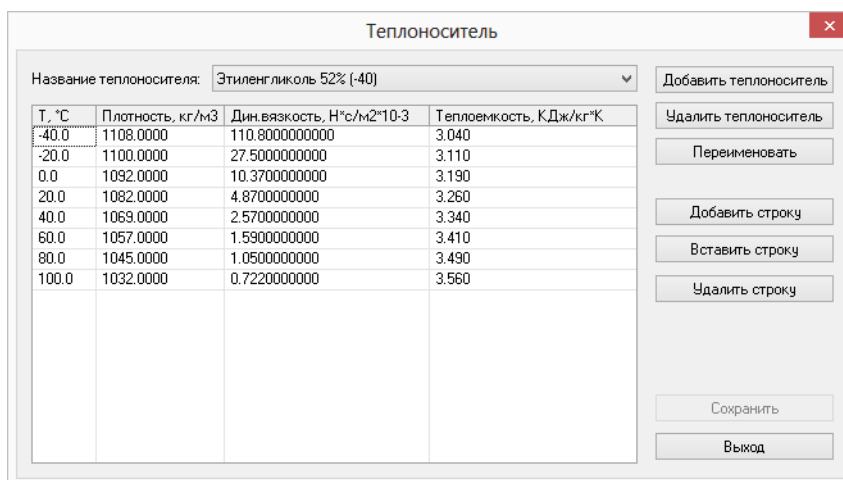 Теплоноситель
Название теплоносителя: Этиленгликоль 52% (-40)
Добавить теплоноситель
Удалить теплоноситель
Переименовать
Добавить строку
Вставить строку
Удалить строку
Сохранить
Выход
T, °C Плотность, кг/м3 Дин.вязкость, Н*с/м2*10-3 Теплоемкость, КДж/кг*К
-40.0 1108.0000 110.8000000000 3.040
-20.0 1100.0000 27.5000000000 3.110
0.0 1092.0000 10.3700000000 3.190
20.0 1082.0000 4.8700000000 3.260
40.0 1069.0000 2.5700000000 3.340
60.0 1057.0000 1.5900000000 3.410
80.0 1045.0000 1.0500000000 3.490
100.0 1032.0000 0.7220000000 3.560